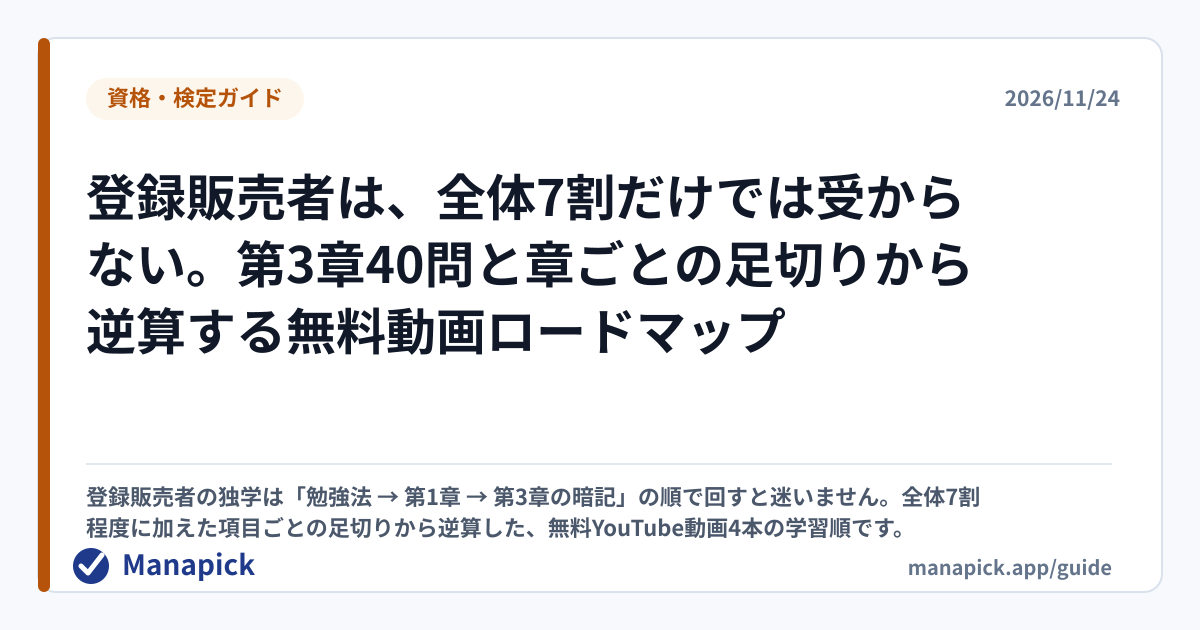 資格・検定ガイド
2026/11/24
登録販売者は、全体7割だけでは受から
ない。第3章40問と章ごとの足切りから
逆算する無料動画ロードマップ
登録販売者の独学は「勉強法 → 第1章 → 第3章の暗記」の順で回すと迷いません。全体7割
程度に加えた項目ごとの足切りから逆算した、無料YouTube動画4本の学習順です。
Manapick
manapick.app/guide